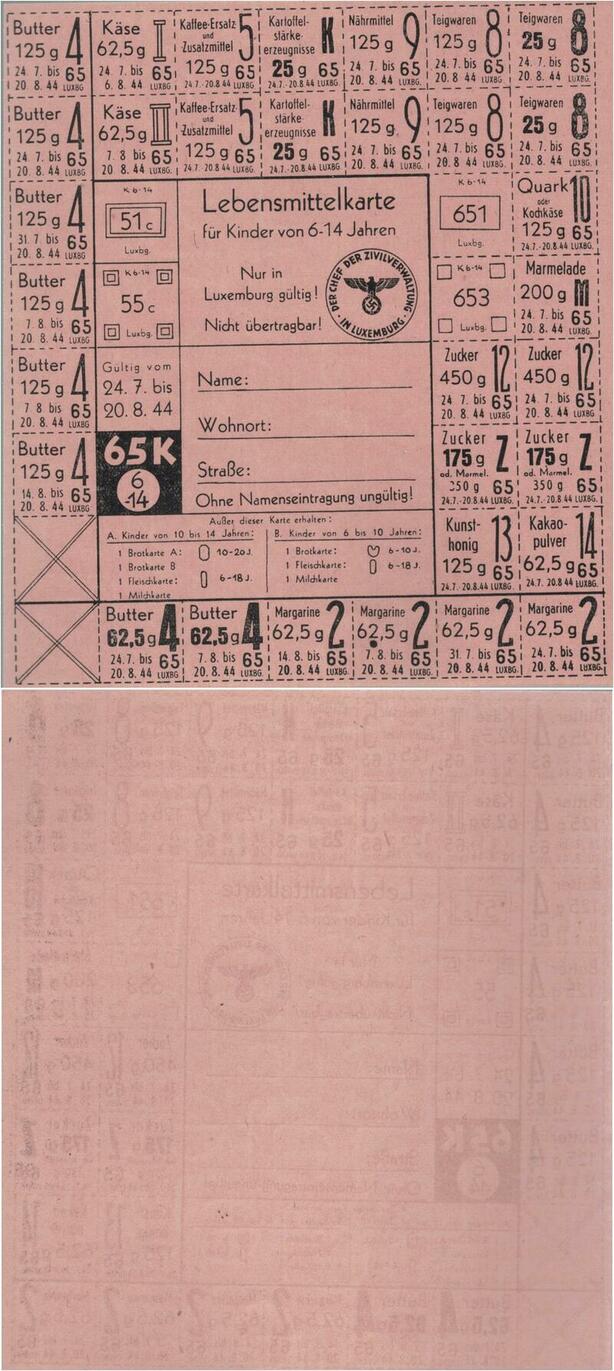 Butter
125 g 4
24 7. bis 65
20 8. 44 LUXBG
Käse
62,5 g I
24. 7. bis 65
6. 8. 44 LUXBG
Kaffee-Ersatz
und
Zusatzmittel 5
125 g 65
24.7.-20.8.44 LUXBG.
Kartoffel-
stärke-
erzeugnisse K
25 g 65
24.7.-20.8.44 LUXBG.
Nährmittel
125 g 9
24. 7. bis 65
20. 8. 44 LUXBG.
Teigwaren
125 g 8
24. 7. bis 65
20. 8 44 LUXBG.
Teigwaren
25 g 8
24. 7. bis 65
20. 8. 44 LUXBG.
Butter
125 g 4
24 7. bis 65
20. 8. 44 LUXBG
Käse
62,5 g III
7. 8 bis 65
20. 8. 44 LUXBG
Kaffee-Ersatz
und
Zusatzmittel 5
125 g 65
24.7.-20.8.44 LUXBG.
Kartoffel-
stärke-
erzeugnisse K
25 g 65
24.7.-20.8.44 LUXBG.
Nährmittel
125 g 9
24. 7. bis 65
20. 8. 44 LUXBG.
Teigwaren
125 g 8
24. 7. bis 65
20. 8. 44 LUXBG.
Teigwaren
25 g 8
24. 7. bis 65
20. 8. 44 LUXBG.
Butter
125 g 4
31. 7. bis 65
20. 8. 44 LUXBG
K 6-14
51 c
Luxbg.
Lebensmittelkarte
für Kinder von 6-14 Jahren
Nur in
Luxemburg gültig!
Nicht übertragbar!
DER CHEF DER ZIVILVERWALTUNG
· IN LUXEMBURG ·
K 6-14
651
Luxbg.
Quark 10
oder
Kochkäse
125 g 65
24.7.-20.8.44 LUXBG
Butter
125 g 4
7. 8 bis 65
20. 8. 44 LUXBG
K 6-14
55 c
Luxbg.
K 6-14
653
Luxbg.
Marmelade
200 g M
24. 7. bis 65
20. 8. 44 LUXBG.
Butter
125 g 4
7 8 bis 65
20. 8. 44 LUXBG
Gültig vom
24. 7. bis
20. 8. 44
Name:
Wohnort:
Zucker
450 g 12
24. 7. bis 65
20. 8. 44 LUXBG
Zucker
450 g 12
24. 7. bis 65
20. 8. 44 LUXBG
Butter
125 g 4
14. 8. bis 65
20. 8. 44 LUXBG
65K
6
14
Straße:
Ohne Namenseintragung ungültig!
Zucker
175 g Z
od. Marmel.
350 g 65
24.7.-20.8.44 LUXBG
Zucker
175 g Z
od. Marmel.
350 g 65
24.7.-20.8.44 LUXBG
Außer dieser Karte erhalten:
A. Kinder von 10 bis 14 Jahren:
1 Brotkarte A: 10-20 J.
1 Brotkarte B
1 Fleischkarte: 6-18 J.
1 Milchkarte
B. Kinder von 6 bis 10 Jahren:
1 Brotkarte: 6-10 J.
1 Fleischkarte: 6-18 J.
1 Milchkarte
Kunst-
honig 13
125 g 65
24.7.-20.8.44 LUXBG
Kakao-
pulver 14
62,5 g 65
24.7.-20.8.44 LUXBG
Butter
62,5 g 4
24.7. bis 65
20. 8. 44 LUXBG
Butter
62,5 g 4
7. 8. bis 65
20. 8. 44 LUXBG
Margarine
62,5 g 2
14. 8. bis 65
20. 8. 44 LUXBG
Margarine
62,5 g 2
7. 8. bis 65
20. 8. 44 LUXBG
Margarine
62,5 g 2
31. 7. bis 65
20. 8. 44 LUXBG
Margarine
62,5 g 2
24. 7. bis 65
20. 8. 44 LUXBG